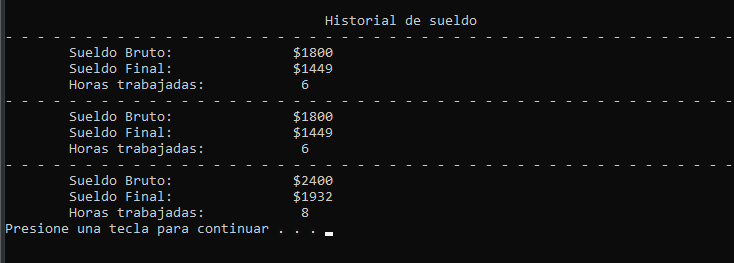 Historial de sueldo
- - - - - - - - - - - - - - - - - - - - - - - - - - - - - - - - - - - - - - - - - - - - - -
Sueldo Bruto: $1800
Sueldo Final: $1449
Horas trabajadas: 6
- - - - - - - - - - - - - - - - - - - - - - - - - - - - - - - - - - - - - - - - - - - - - -
Sueldo Bruto: $1800
Sueldo Final: $1449
Horas trabajadas: 6
- - - - - - - - - - - - - - - - - - - - - - - - - - - - - - - - - - - - - - - - - - - - - -
Sueldo Bruto: $2400
Sueldo Final: $1932
Horas trabajadas: 8
Presione una tecla para continuar . . . _